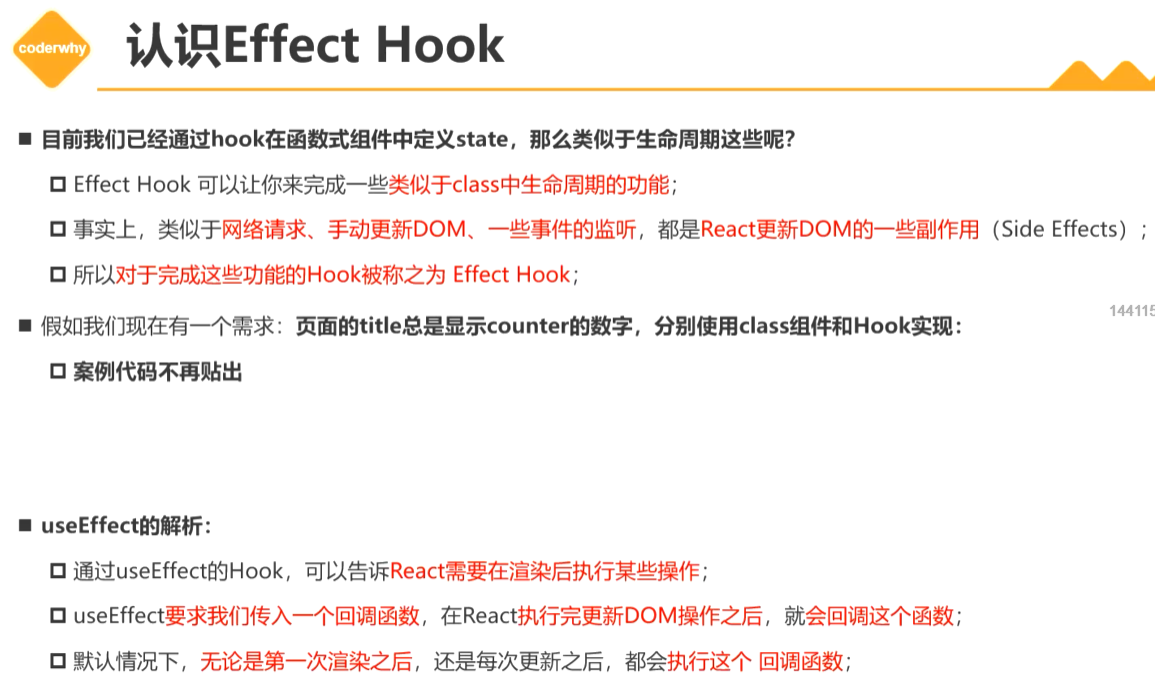 coderwhy
认识Effect Hook
目前我们已经通过hook在函数式组件中定义state，那么类似于生命周期这些呢？
Effect Hook 可以让你来完成一些类似于class中生命周期的功能；
事实上，类似于网络请求、手动更新DOM、一些事件的监听，都是React更新DOM的一些副作用（Side Effects）；
所以对于完成这些功能的Hook被称之为 Effect Hook；
假如我们现在有一个需求：页面的title总是显示counter的数字，分别使用class组件和Hook实现：
144115
案例代码不再贴出
useEffect的解析：
通过useEffect的Hook，可以告诉React需要在渲染后执行某些操作；
useEffect要求我们传入一个回调函数，在React执行完更新DOM操作之后，就会回调这个函数；
默认情况下，无论是第一次渲染之后，还是每次更新之后，都会执行这个 回调函数；